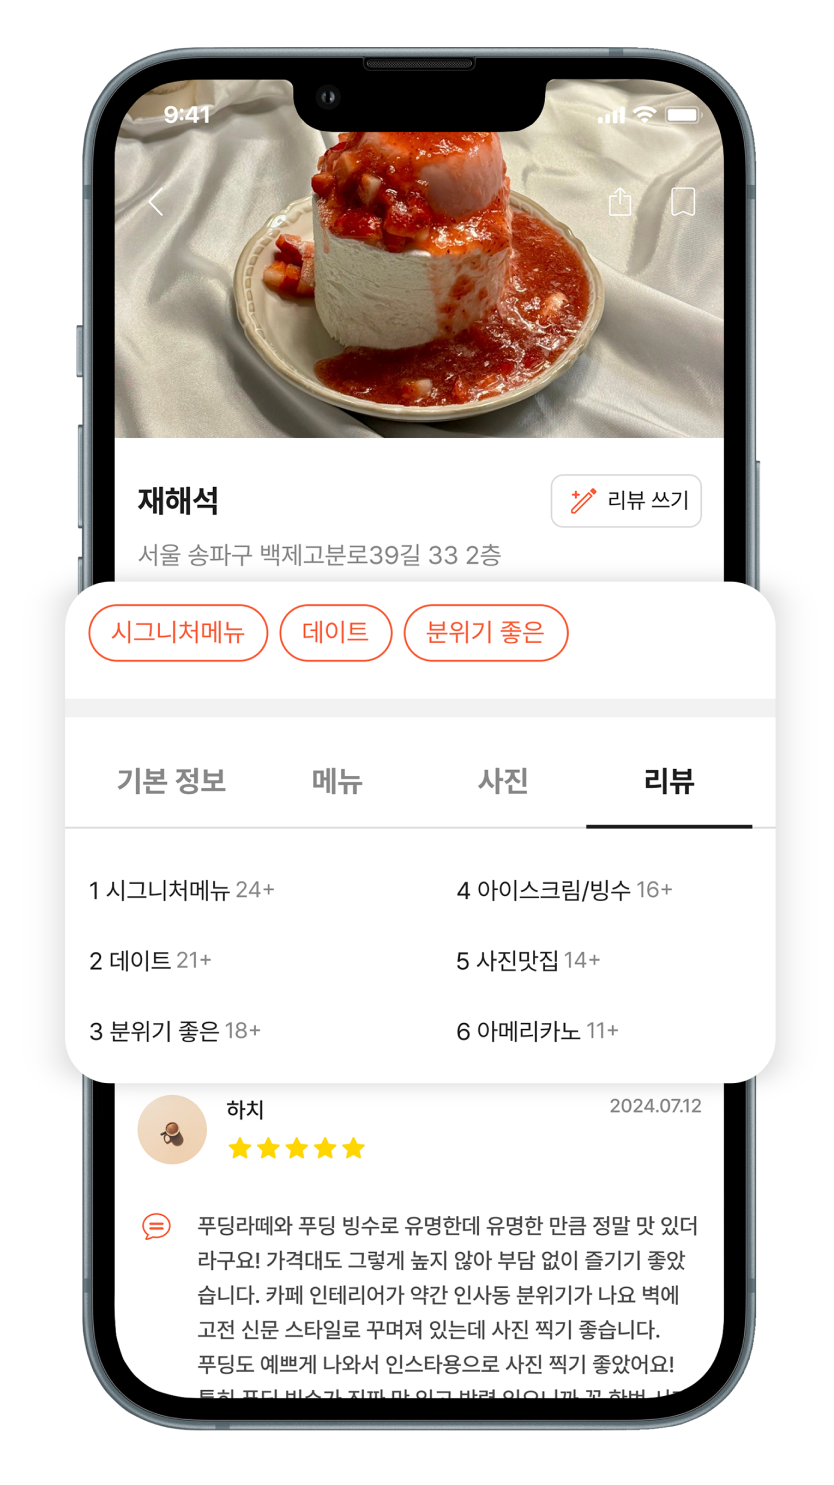 9:41
재해석
리뷰 쓰기
서울 송파구 백제고분로39길 33 2층
시그니처메뉴 데이트 분위기 좋은
기본 정보 메뉴 사진 리뷰
1 시그니처메뉴 24+
4 아이스크림/빙수 16+
2 데이트 21+
5 사진맛집 14+
3 분위기 좋은 18+
6 아메리카노 11+
하치
2024.07.12
푸딩라떼와 푸딩 빙수로 유명한데 유명한 만큼 정말 맛 있더
라구요! 가격대도 그렇게 높지 않아 부담 없이 즐기기 좋았
습니다. 카페 인테리어가 약간 인사동 분위기가 나요 벽에
고전 신문 스타일로 꾸며져 있는데 사진 찍기 좋습니다.
푸딩도 예쁘게 나와서 인스타용으로 사진 찍기 좋았어요!